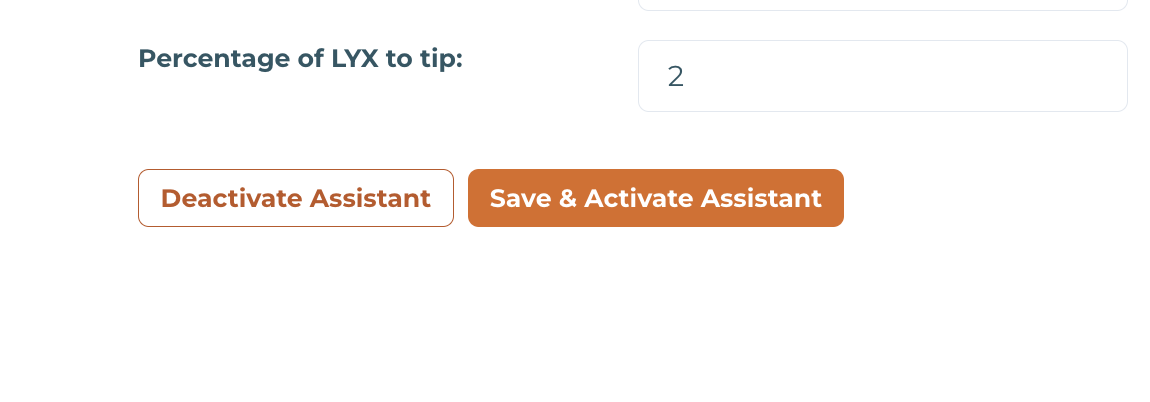 Percentage of LYX to tip:
2
Deactivate Assistant
Save & Activate Assistant